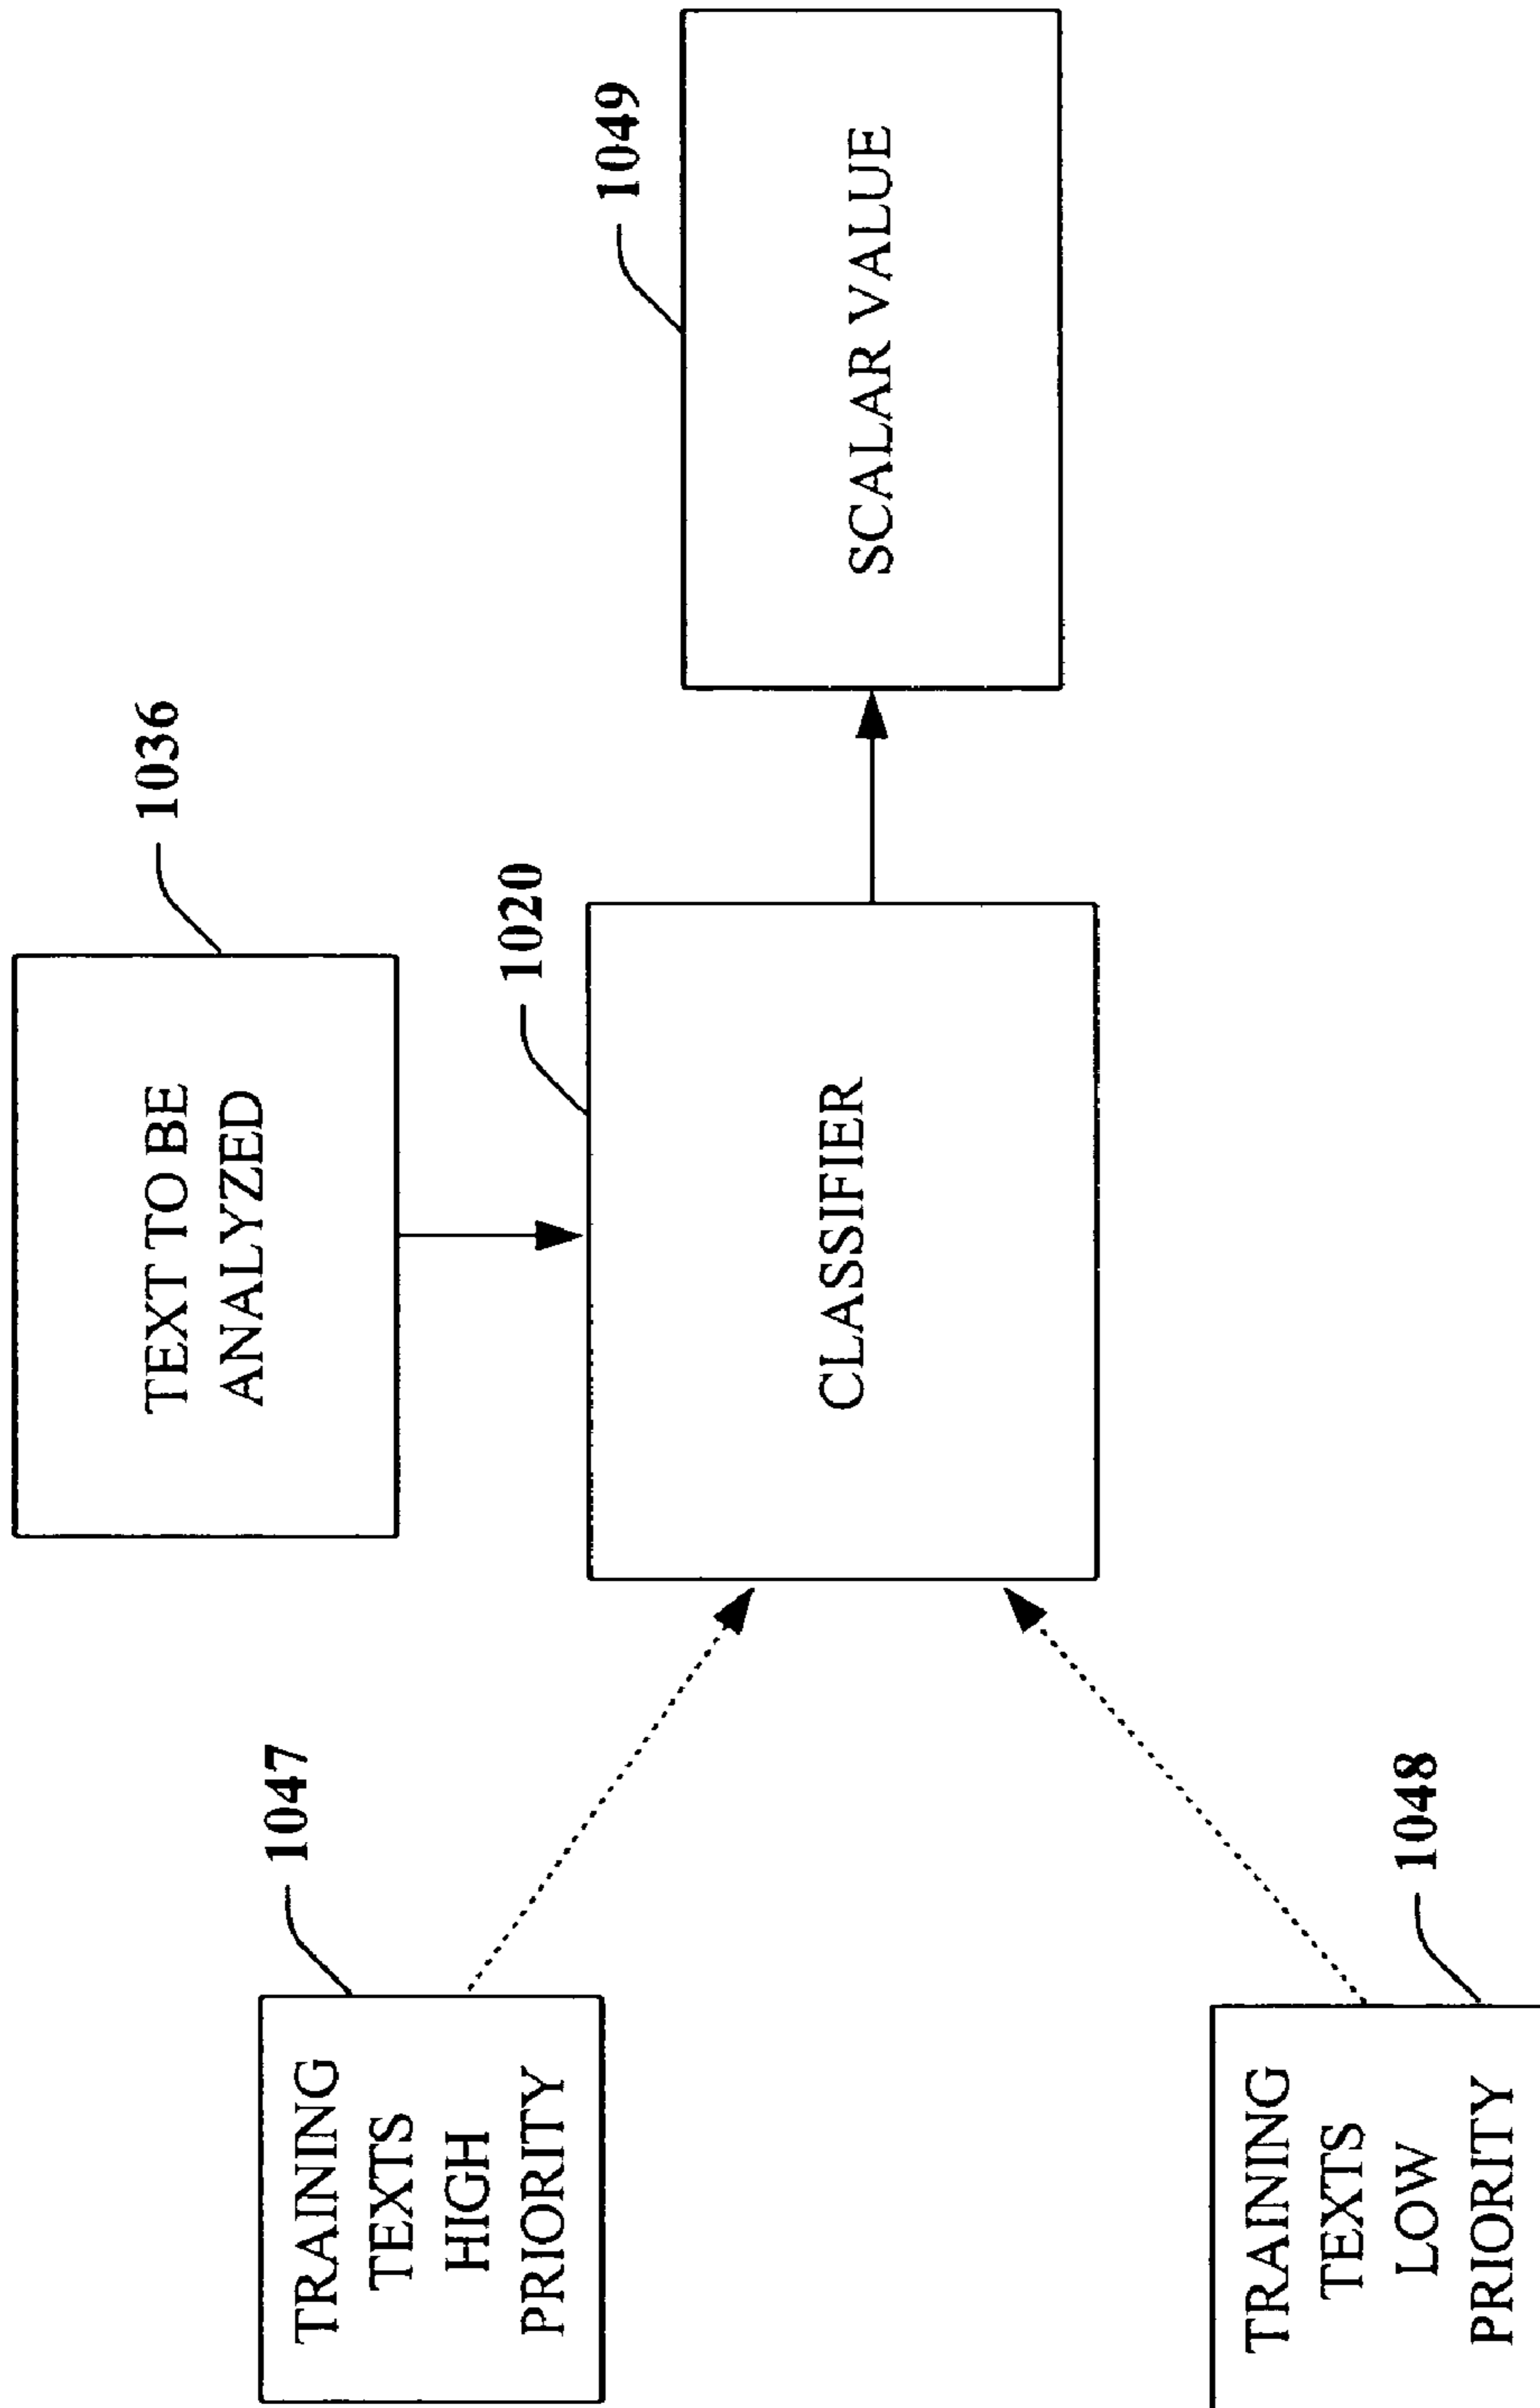 1036
TEXT TO BE
ANALYZED
1047
TRAINING
TEXTS
HIGH
PRIORITY
1020
CLASSIFIER
1049
SCALAR VALUE
1048
TRAINING
TEXTS
LOW
PRIORITY